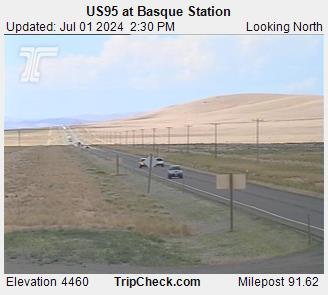 US95 at Basque Station
Updated: Jul 01 2024 2:30 PM
Looking North
Elevation 4460
TripCheck.com
Milepost 91.62